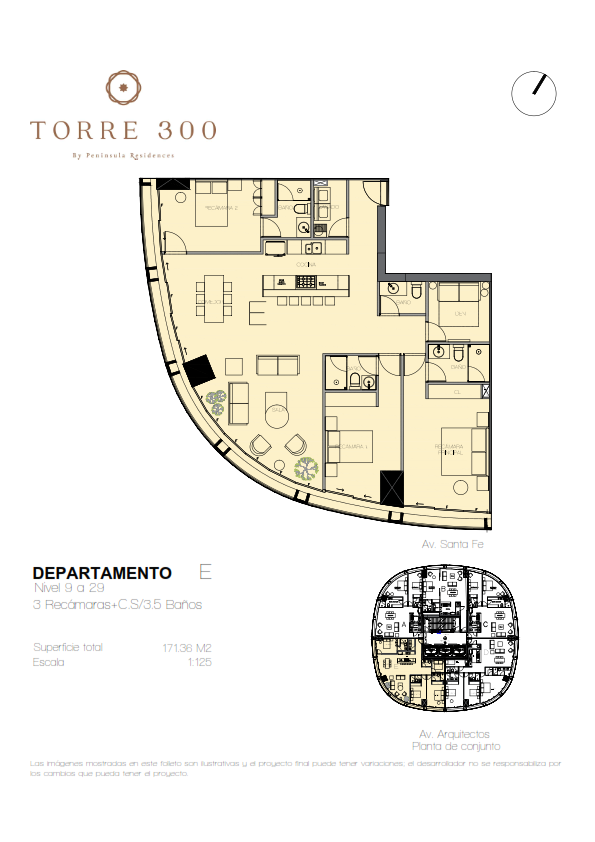 TORRE 300
By Península Residences
RECÁMARA 2
BAÑO
COCINA
COMEDOR
E
BAÑO
DEN
BAÑO
BAÑO
C.L.
SALA
RECÁMARA 1
RECÁMARA
PRINCIPAL
Av. Santa Fe
DEPARTAMENTO E
Nivel 9 a 29
3 Recámaras+C.S/3.5 Baños
Superficie total 171.36 M2
Escala 1:125
B
A
C
Av. Arquitectos
Planta de conjunto
Las imágenes mostradas en este folleto son ilustrativas y el proyecto final puede tener variaciones, el desarrollador no se responsabiliza por
los cambios que pueda tener el proyecto.